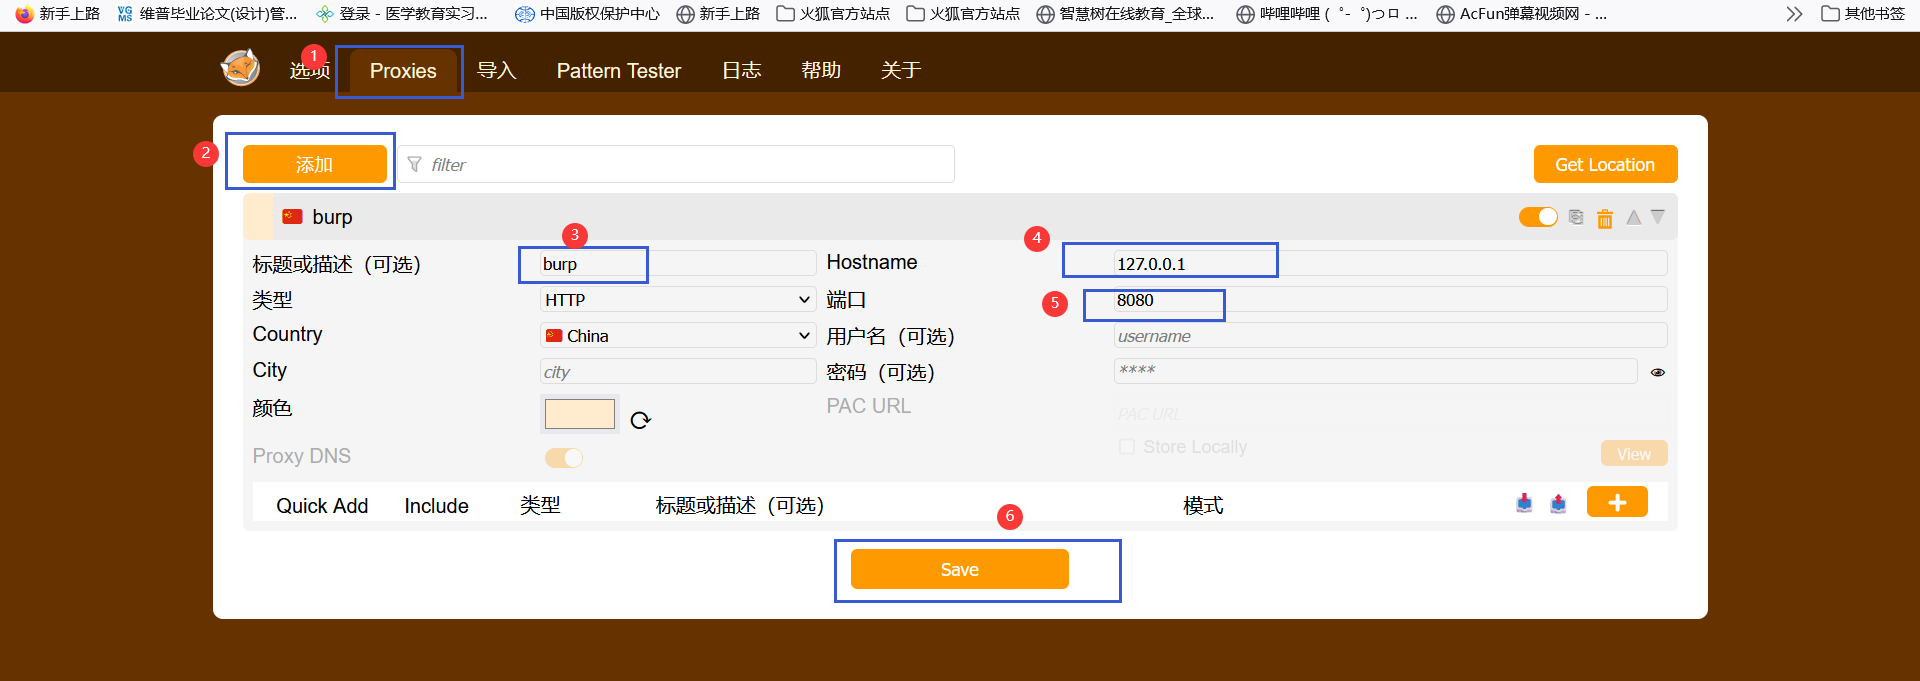 新手上路 维普毕业论文(设计)管... 登录 - 医学教育实习... 中国版权保护中心 新手上路 火狐官方站点 火狐官方站点 智慧树在线教育_全球... 哔哩哔哩 ( ゜- ゜)つロ ... AcFun弹幕视频网 - ... 其他书签
选项 1 Proxies 导入 Pattern Tester 日志 帮助 关于
2 添加 filter Get Location
burp
3 4
标题或描述（可选） burp Hostname 127.0.0.1
类型 HTTP 端口 5 8080
Country China 用户名（可选） username
City city 密码（可选） ****
颜色 PAC URL PAC URL
Store Locally
Proxy DNS View
Quick Add Include 类型 标题或描述（可选） 模式 +
6
Save